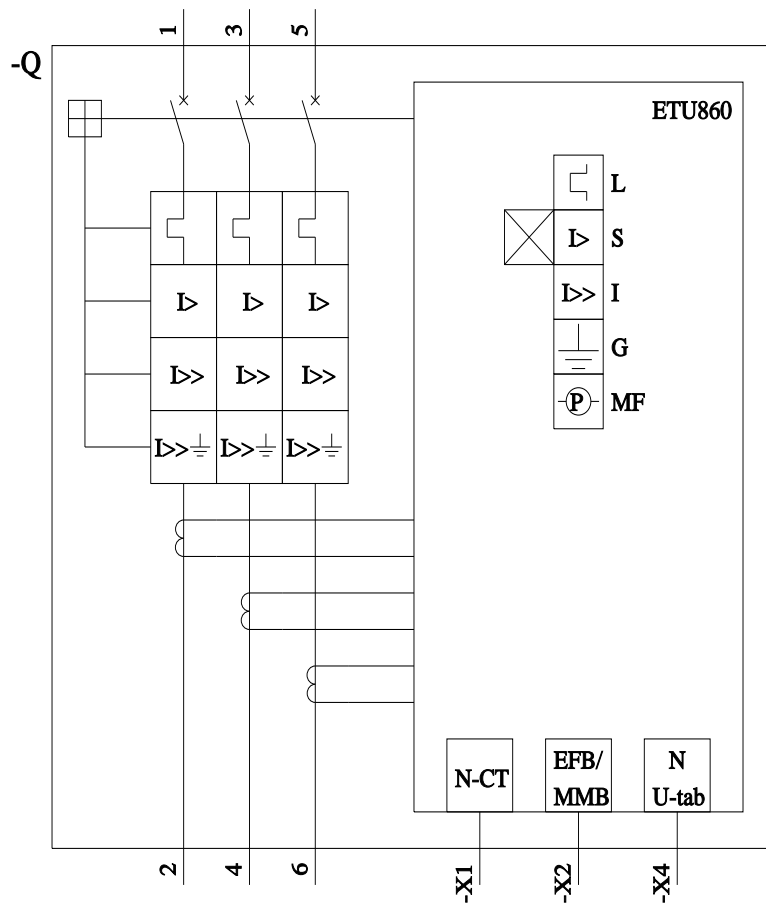 1 3 5
-Q
ETU860
L
I> I> I> I> S
I>> I
I>> I>> I>>
G
P MF
I>> I>> I>>
N-CT EFB/ N
MMB U-tab
2 4 6 -X1 -X2 -X4